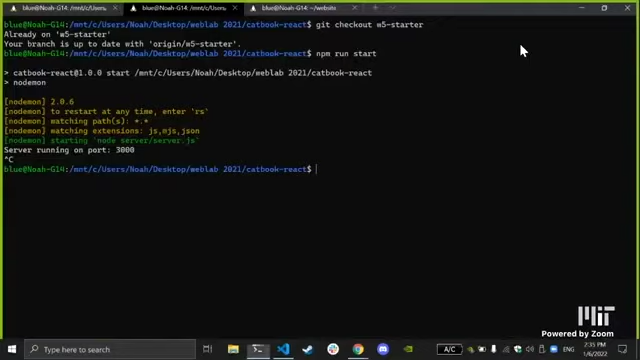 blue@Noah-G14: /mnt/c/Users/
blue@Noah-G14: /mnt/c/Users/
blue@Noah-G14: ~/website
blue@Noah-G14:/mnt/c/Users/Noah/Desktop/weblab 2021/catbook-react$ git checkout w5-starter
Already on 'w5-starter'
Your branch is up to date with 'origin/w5-starter'.
blue@Noah-G14:/mnt/c/Users/Noah/Desktop/weblab 2021/catbook-react$ npm run start
> catbook-react@1.0.0 start /mnt/c/Users/Noah/Desktop/weblab 2021/catbook-react
> nodemon
[nodemon] 2.0.6
[nodemon] to restart at any time, enter `rs`
[nodemon] watching path(s): *.*
[nodemon] watching extensions: js,mjs,json
[nodemon] starting `node server/server.js`
Server running on port: 3000
^C
blue@Noah-G14:/mnt/c/Users/Noah/Desktop/weblab 2021/catbook-react$
MIT
Powered by Zoom
Type here to search
A/C
ENG
2:35 PM
1/6/2022